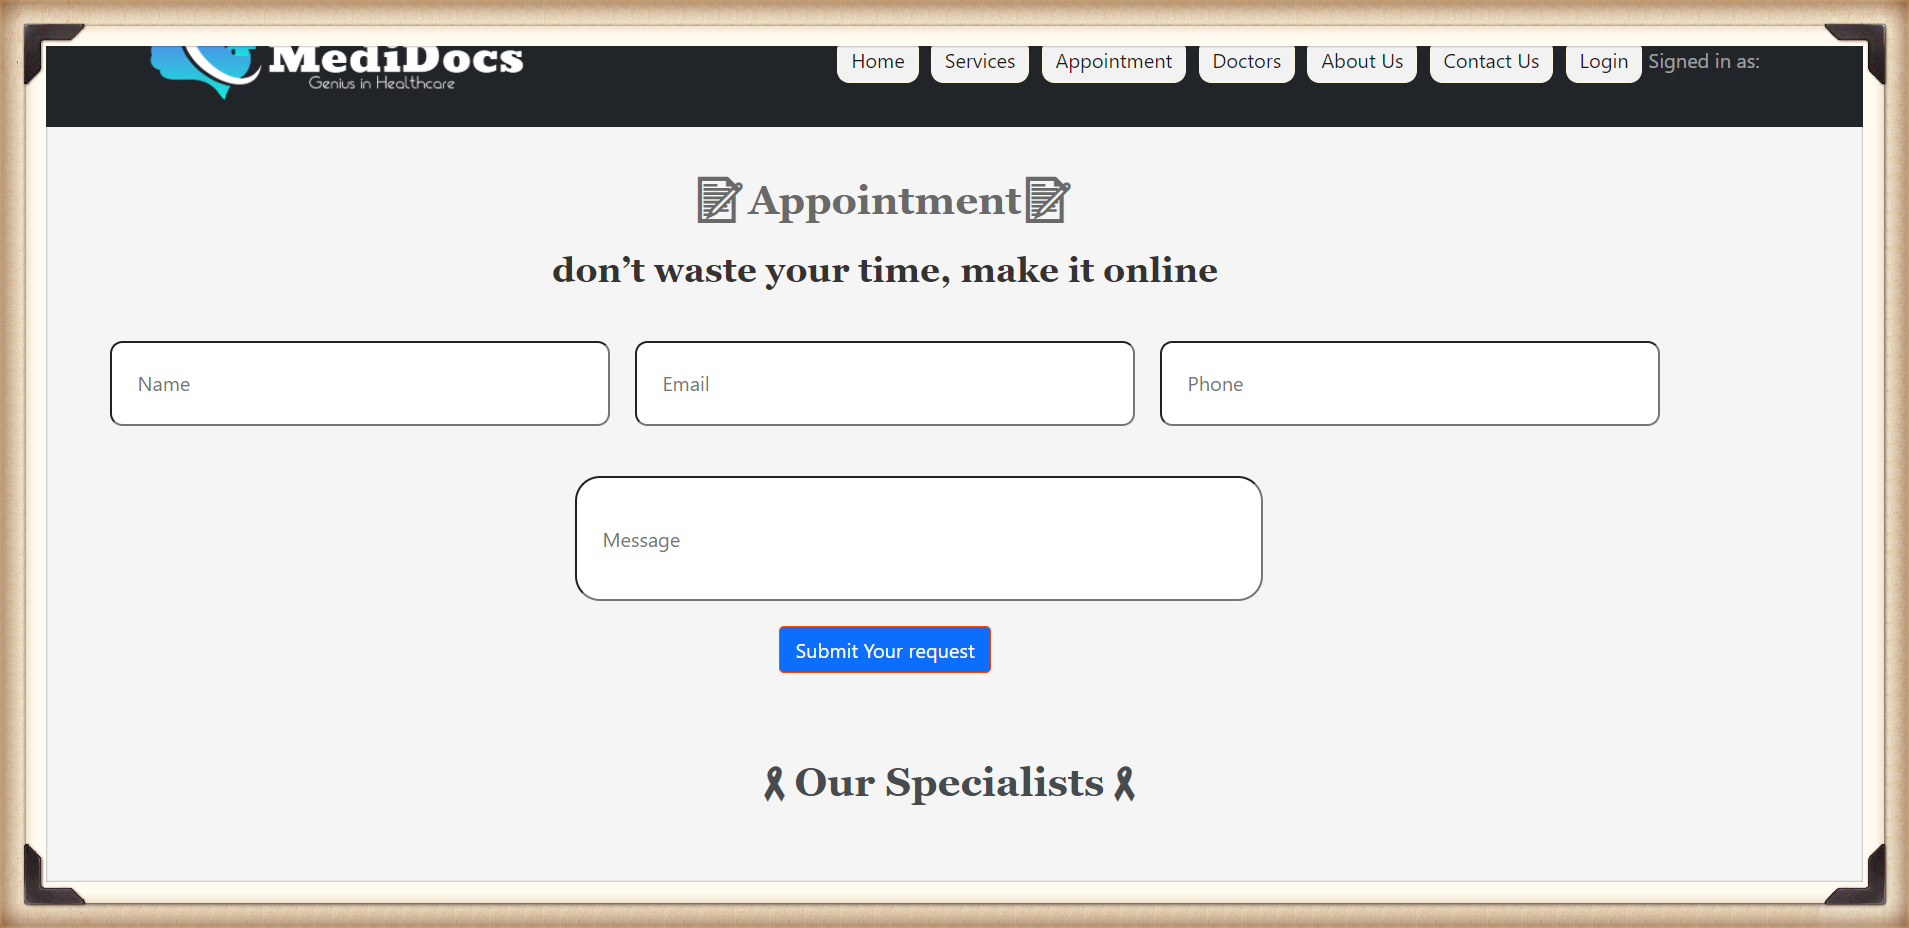 MediDocs
Genius in Healthcare
Home Services Appointment Doctors About Us Contact Us Login Signed in as:
Appointment
don’t waste your time, make it online
Name Email Phone
Message
Submit Your request
Our Specialists